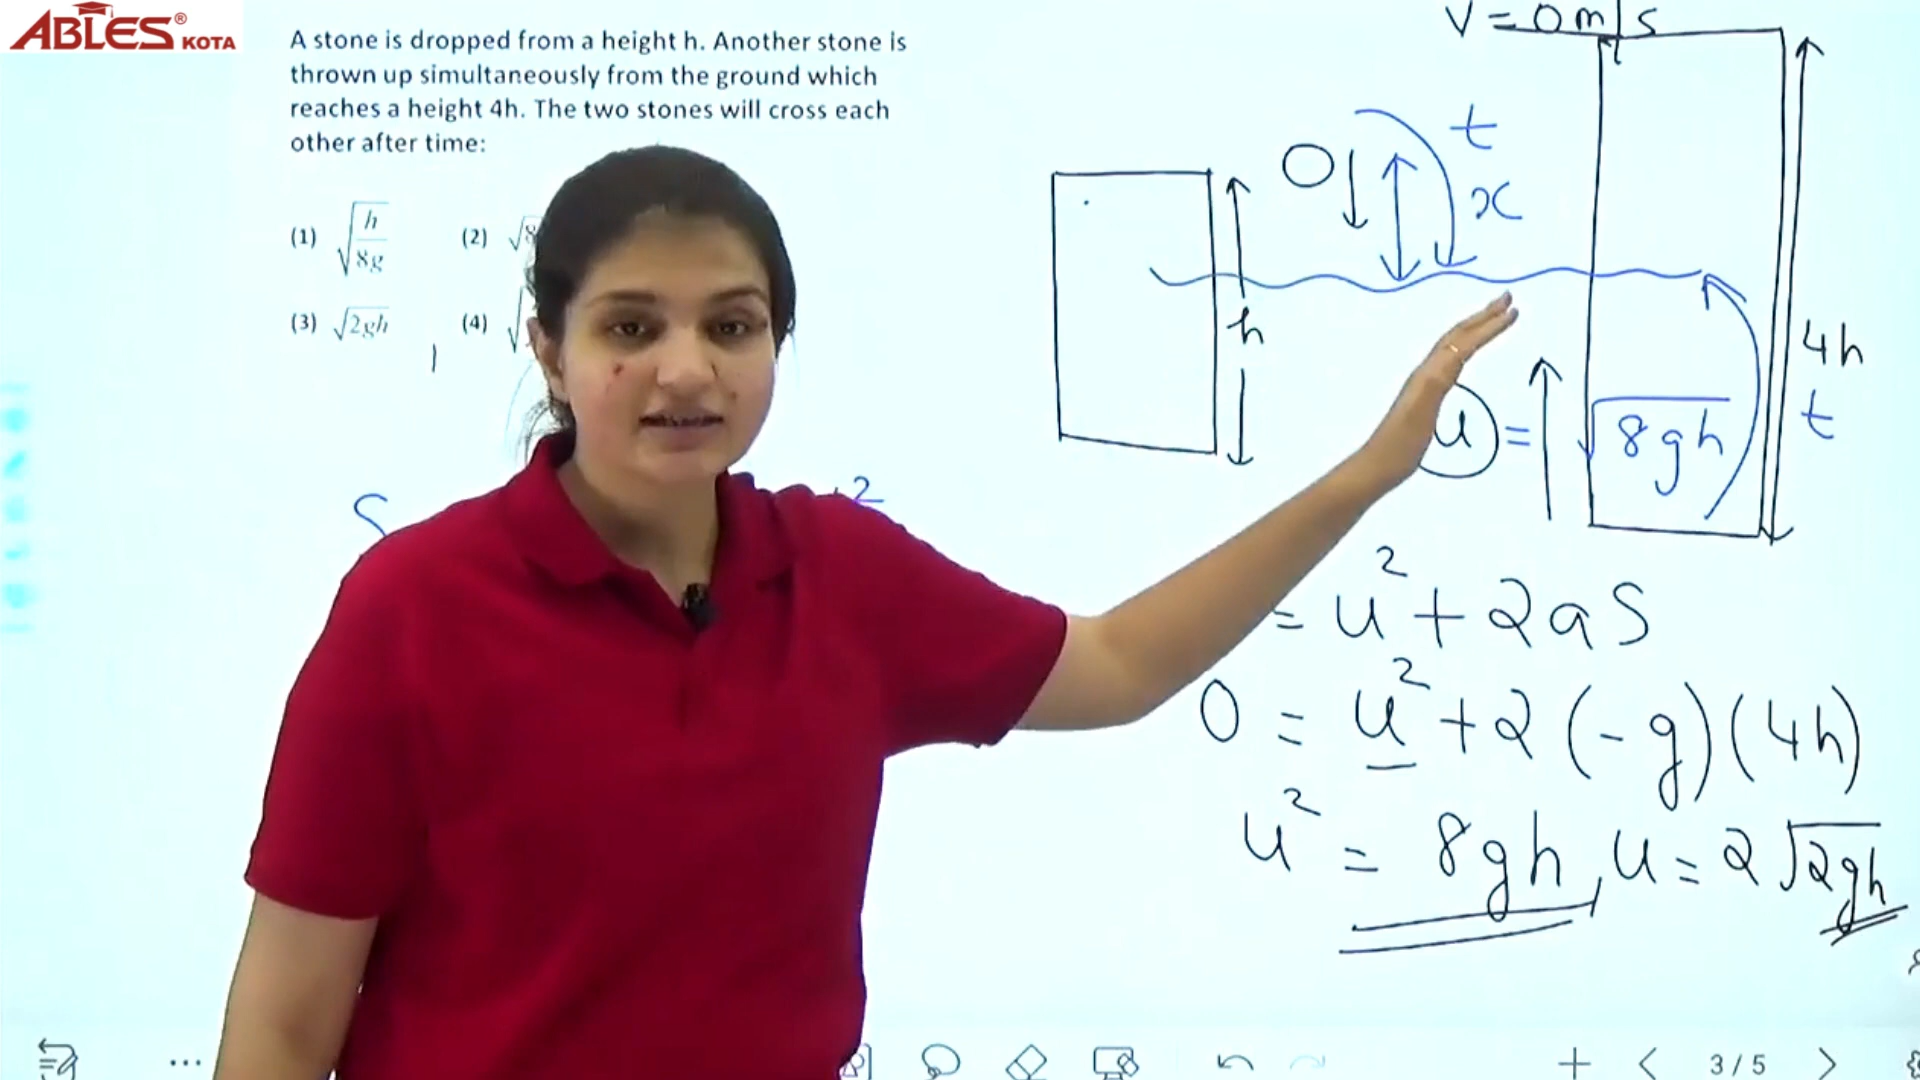 ABLES® KOTA
A stone is dropped from a height h. Another stone is
thrown up simultaneously from the ground which
reaches a height 4h. The two stones will cross each
other after time:
(1) √(h/8g) (2) √8
(3) √2gh (4) √
S 2
V = 0 m/s
t
x
h
4h
u = √8gh
t
= u² + 2aS
0 = u² + 2(-g)(4h)
u² = 8gh, u = 2√2gh
3 / 5